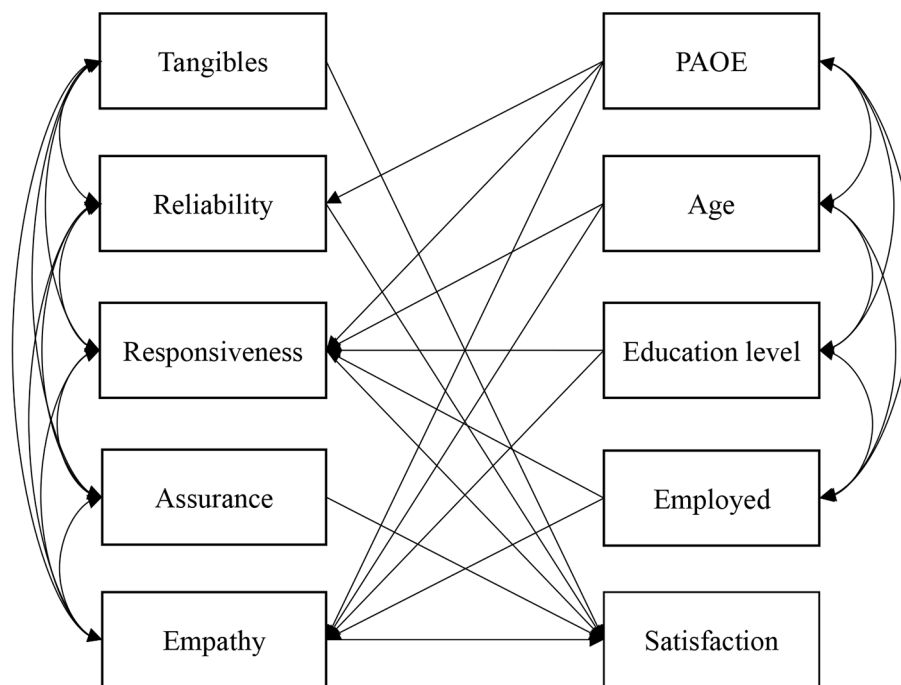 Tangibles
Reliability
Responsiveness
Assurance
Empathy
PAOE
Age
Education level
Employed
Satisfaction